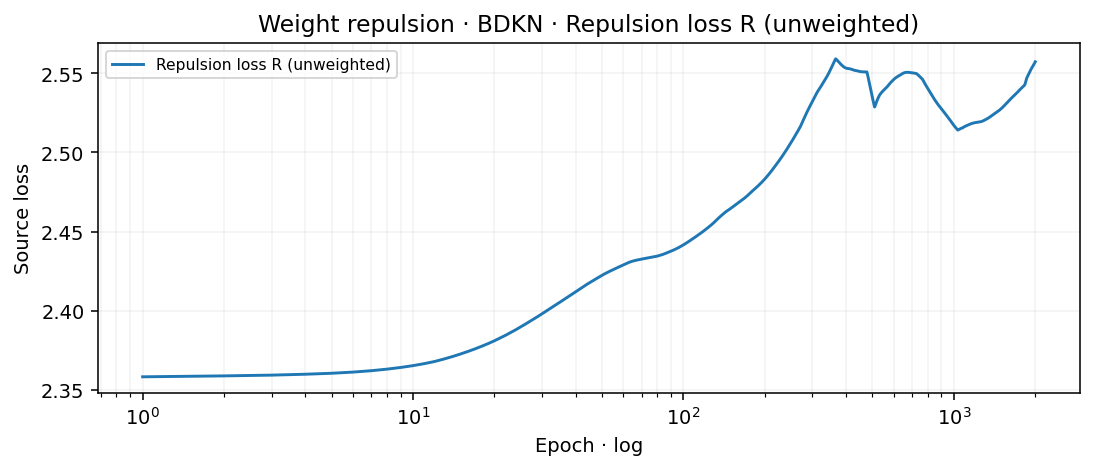 Weight repulsion · BDKN · Repulsion loss R (unweighted)
Repulsion loss R (unweighted)
Source loss
2.55
2.50
2.45
2.40
2.35
10⁰
10¹
10²
10³
Epoch · log